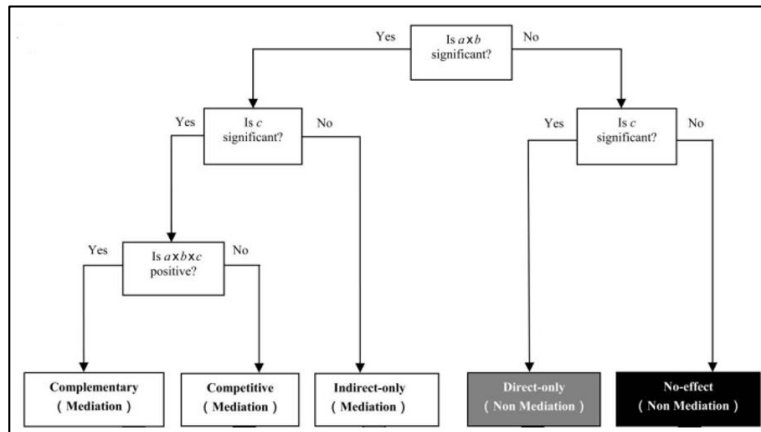 Yes
Is a x b
significant?
No
Yes
Is c
significant?
No
Yes
Is c
significant?
No
Yes
Is a x b x c
positive?
No
Complementary
( Mediation )
Competitive
( Mediation )
Indirect-only
( Mediation )
Direct-only
( Non Mediation )
No-effect
( Non Mediation )